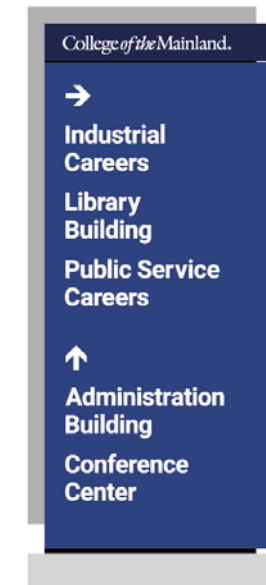 College of the Mainland.
→
Industrial
Careers
Library
Building
Public Service
Careers
↑
Administration
Building
Conference
Center